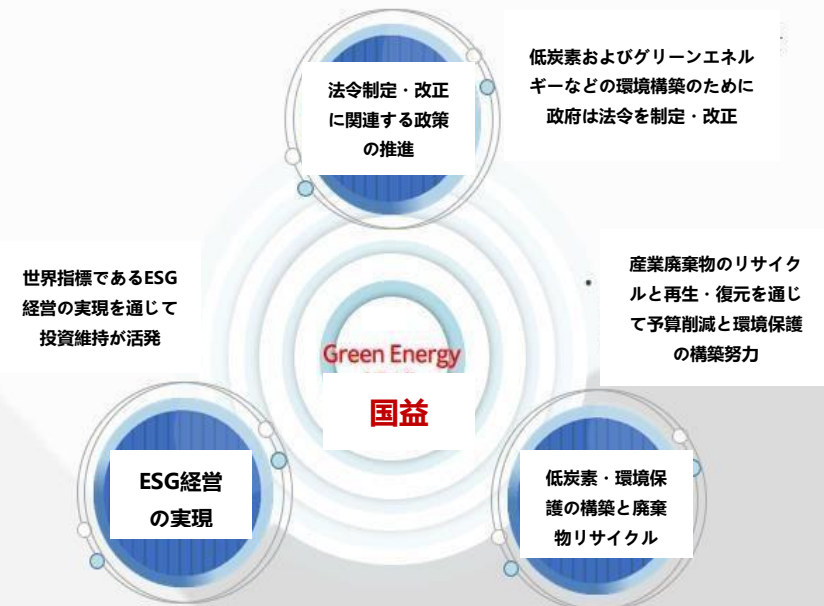 法令制定・改正
に関連する政策
の推進
低炭素およびグリーンエネル
ギーなどの環境構築のために
政府は法令を制定・改正
世界指標であるESG
経営の実現を通じて
投資維持が活発
産業廃棄物のリサイク
ルと再生・復元を通じ
て予算削減と環境保護
の構築努力
Green Energy
国益
ESG経営
の実現
低炭素・環境保
護の構築と廃棄
物リサイクル